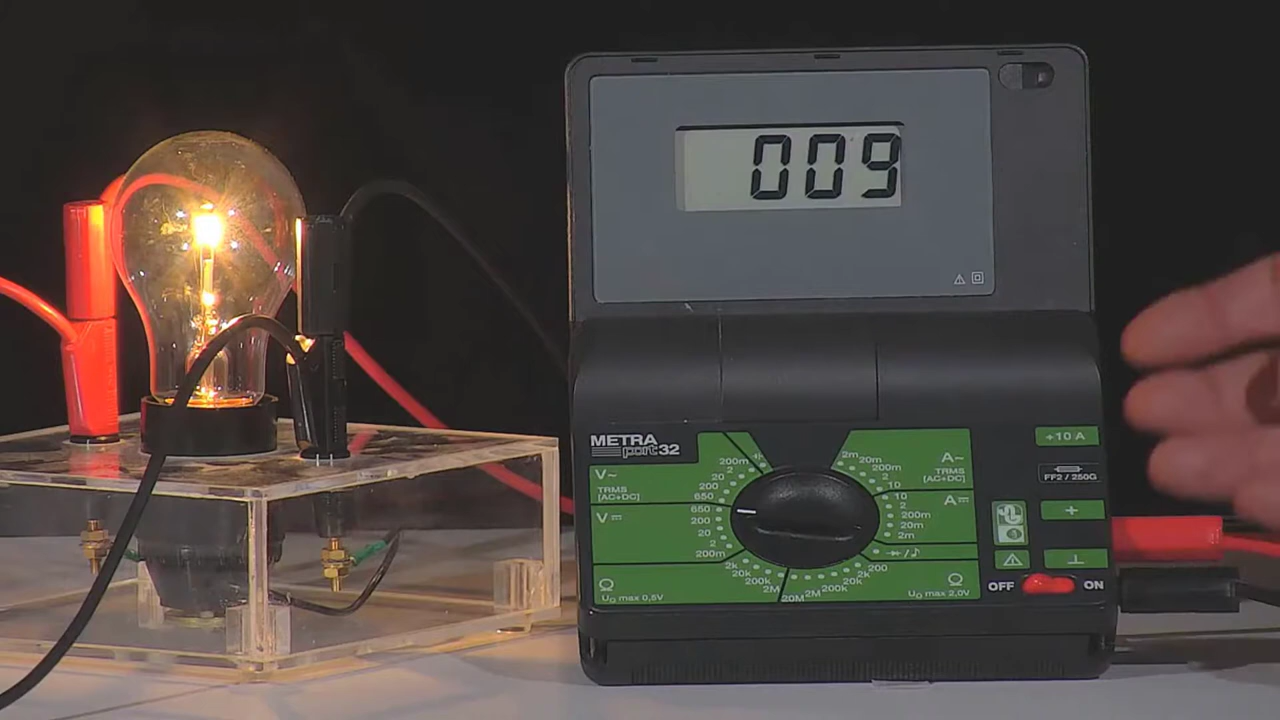 009
METRA
port 32
+10 A
FF2 / 250G
V~
TRMS
[AC+DC]
200m
2
20
200
650
2m
20m
200m
2
10
A~
TRMS
[AC+DC]
V⎓
650
200
20
2
200m
10
2
200m
20m
2m
A⎓
+
⊥
Ω
U₀ max 0,5V
2k
20k
200k
2M
20M
2M
200k
20k
2k
200
Ω
U₀ max 2,0V
OFF
ON